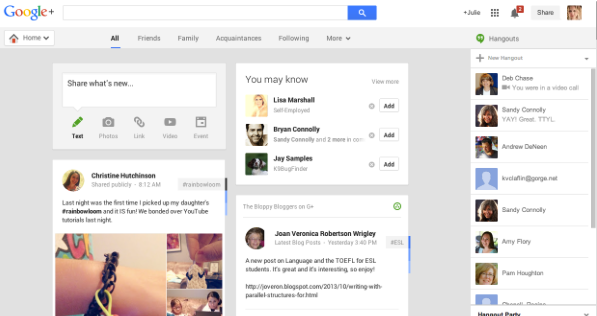 Google+
+Julie
2
Share
Home
All
Friends
Family
Acquaintances
Following
More
Hangouts
Share what's new...
Text
Photos
Link
Video
Event
Christine Hutchinson
Shared publicly - 8:12 AM
#rainbowloom
Last night was the first time I picked up my daughter's
#rainbowloom and it IS fun! We bonded over YouTube
tutorials last night.
You may know
View more
Lisa Marshall
Self-Employed
Add
Bryan Connolly
Sandy Connolly and 2 more in com
Add
Jay Samples
K9BugFinder
Add
The Bloppy Bloggers on G+
Joan Veronica Robertson Wrigley
Latest Blog Posts - Yesterday 3:40 PM
#ESL
A new post on Language and the TOEFL for ESL
students. It's great and it's interesting, so enjoy!
http://joveron.blogspot.com/2013/10/writing-with-
parallel-structures-for.html
New Hangout
Deb Chase
You were in a video call
Sandy Connolly
YAY! Great. TTYL.
Andrew DeNeen
kvclaflin@gorge.net
Sandy Connolly
Amy Flory
Pam Houghton
Hangout Party